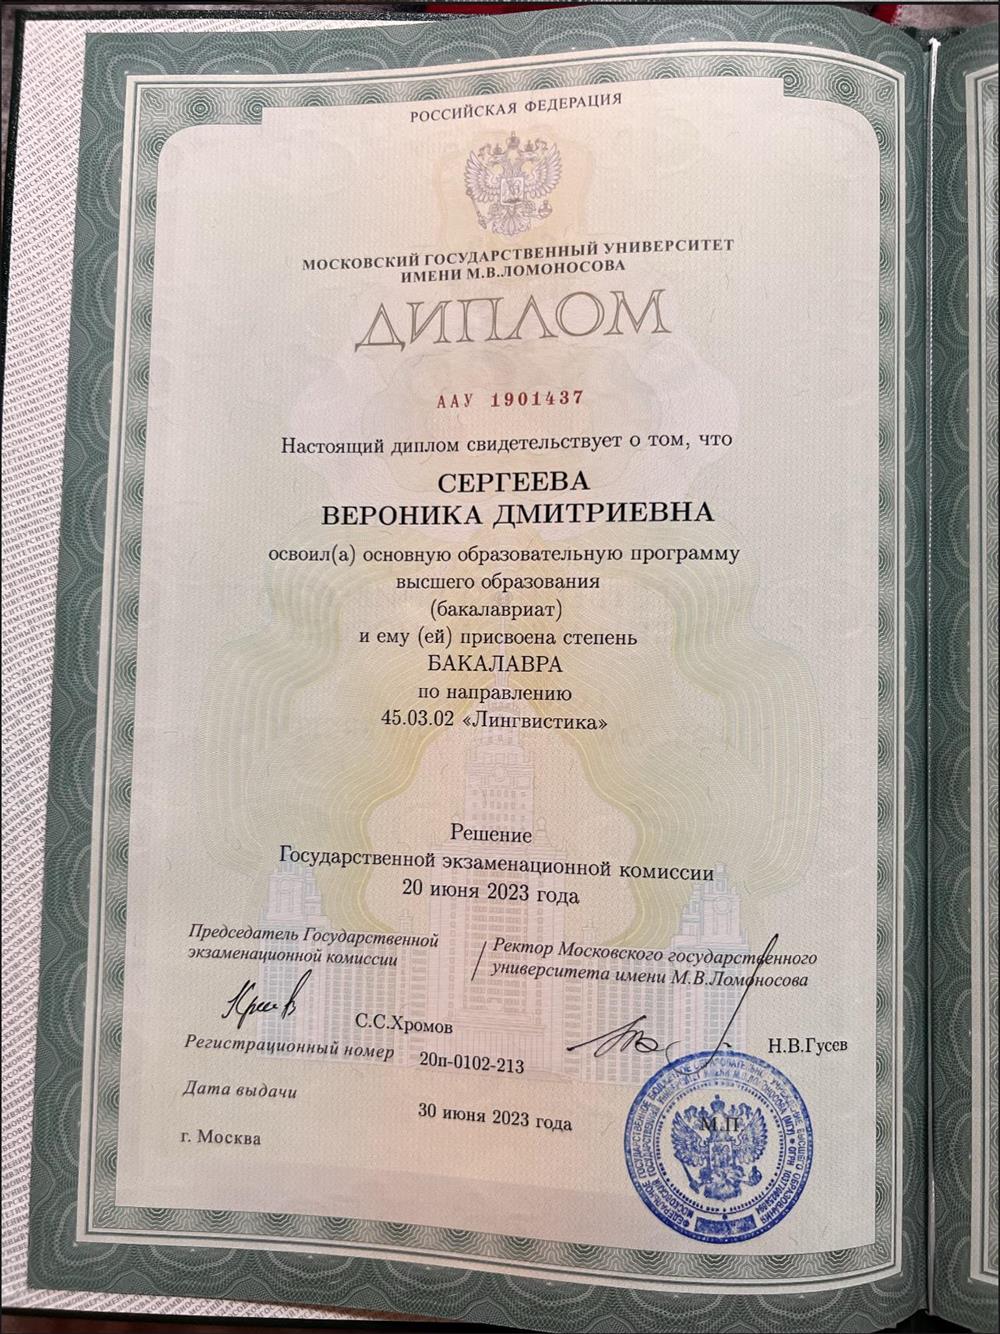 РОССИЙСКАЯ ФЕДЕРАЦИЯ
МОСКОВСКИЙ ГОСУДАРСТВЕННЫЙ УНИВЕРСИТЕТ
ИМЕНИ М.В.ЛОМОНОСОВА
ДИПЛОМ
ААУ 1901437
Настоящий диплом свидетельствует о том, что
СЕРГЕЕВА
ВЕРОНИКА ДМИТРИЕВНА
освоил(а) основную образовательную программу
высшего образования
(бакалавриат)
и ему (ей) присвоена степень
БАКАЛАВРА
по направлению
45.03.02 «Лингвистика»
Решение
Государственной экзаменационной комиссии
20 июня 2023 года
Председатель Государственной
экзаменационной комиссии
С.С.Хромов
Ректор Московского государственного
университета имени М.В.Ломоносова
Н.В.Гусев
Регистрационный номер 20п-0102-213
Дата выдачи 30 июня 2023 года
г. Москва
М.П.